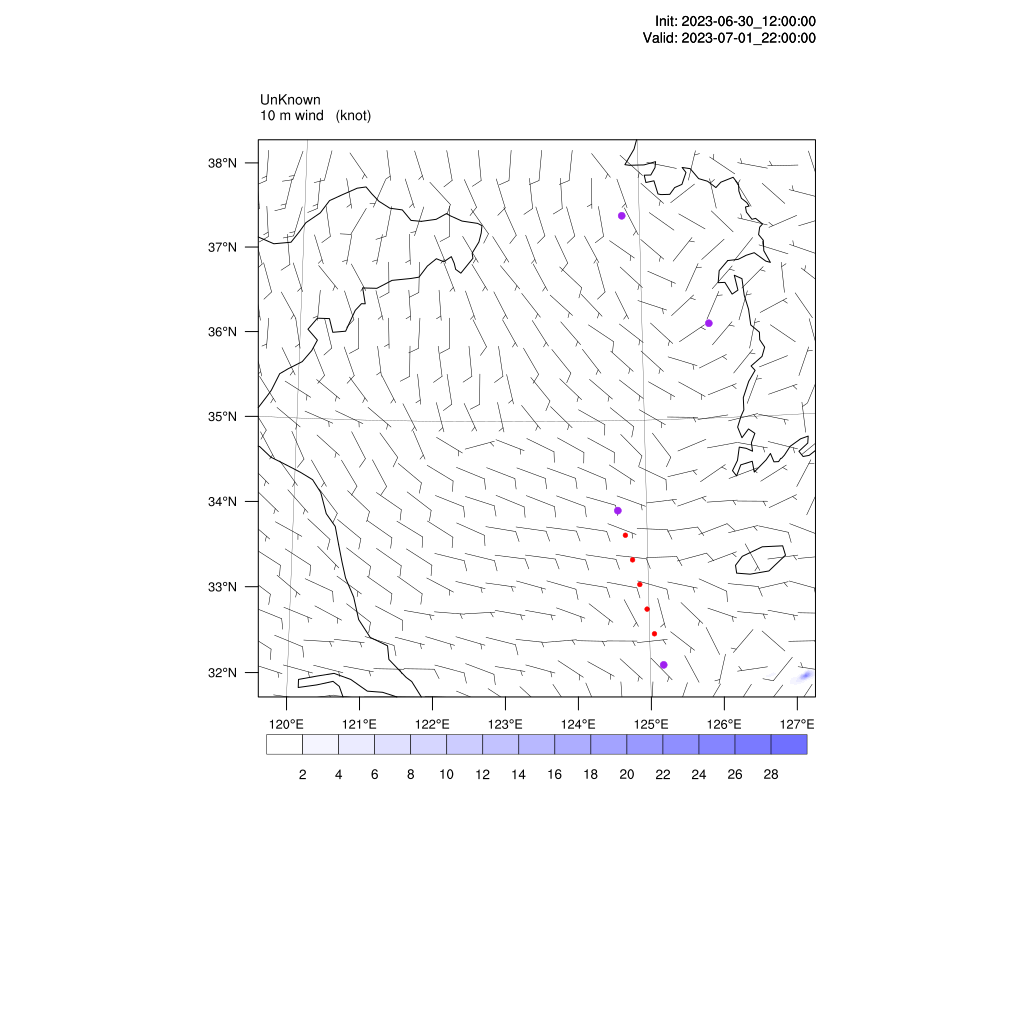 Init: 2023-06-30_12:00:00
Valid: 2023-07-01_22:00:00
UnKnown
10 m wind (knot)
38°N
37°N
36°N
35°N
34°N
33°N
32°N
120°E 121°E 122°E 123°E 124°E 125°E 126°E 127°E
2 4 6 8 10 12 14 16 18 20 22 24 26 28